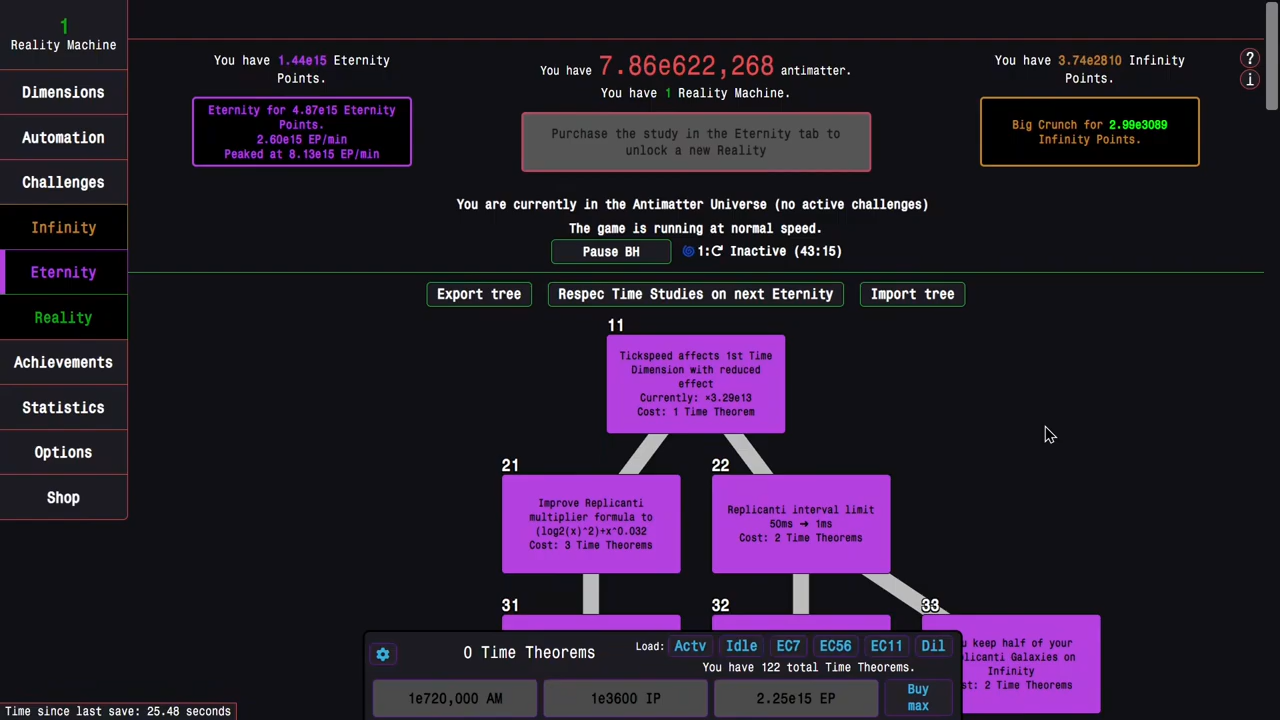 1
Reality Machine
Dimensions
Automation
Challenges
Infinity
Eternity
Reality
Achievements
Statistics
Options
Shop
You have 1.44e15 Eternity
Points.
Eternity for 4.87e15 Eternity
Points.
2.60e15 EP/min
Peaked at 8.13e15 EP/min
You have 7.86e622,268 antimatter.
You have 1 Reality Machine.
Purchase the study in the Eternity tab to
unlock a new Reality
You have 3.74e2810 Infinity
Points.
Big Crunch for 2.99e3089
Infinity Points.
?
i
You are currently in the Antimatter Universe (no active challenges)
The game is running at normal speed.
Pause BH
1: Inactive (43:15)
Export tree
Respec Time Studies on next Eternity
Import tree
11
Tickspeed affects 1st Time
Dimension with reduced
effect
Currently: ×3.29e13
Cost: 1 Time Theorem
21
Improve Replicanti
multiplier formula to
(log2(x)^2)+x^0.032
Cost: 3 Time Theorems
22
Replicanti interval limit
50ms ➜ 1ms
Cost: 2 Time Theorems
31
32
33
keep half of your
Galaxies on
Infinity
2 Time Theorems
0 Time Theorems
Load: Actv Idle EC7 EC56 EC11 Dil
You have 122 total Time Theorems.
1e720,000 AM
1e3600 IP
2.25e15 EP
Buy
max
Time since last save: 25.48 seconds